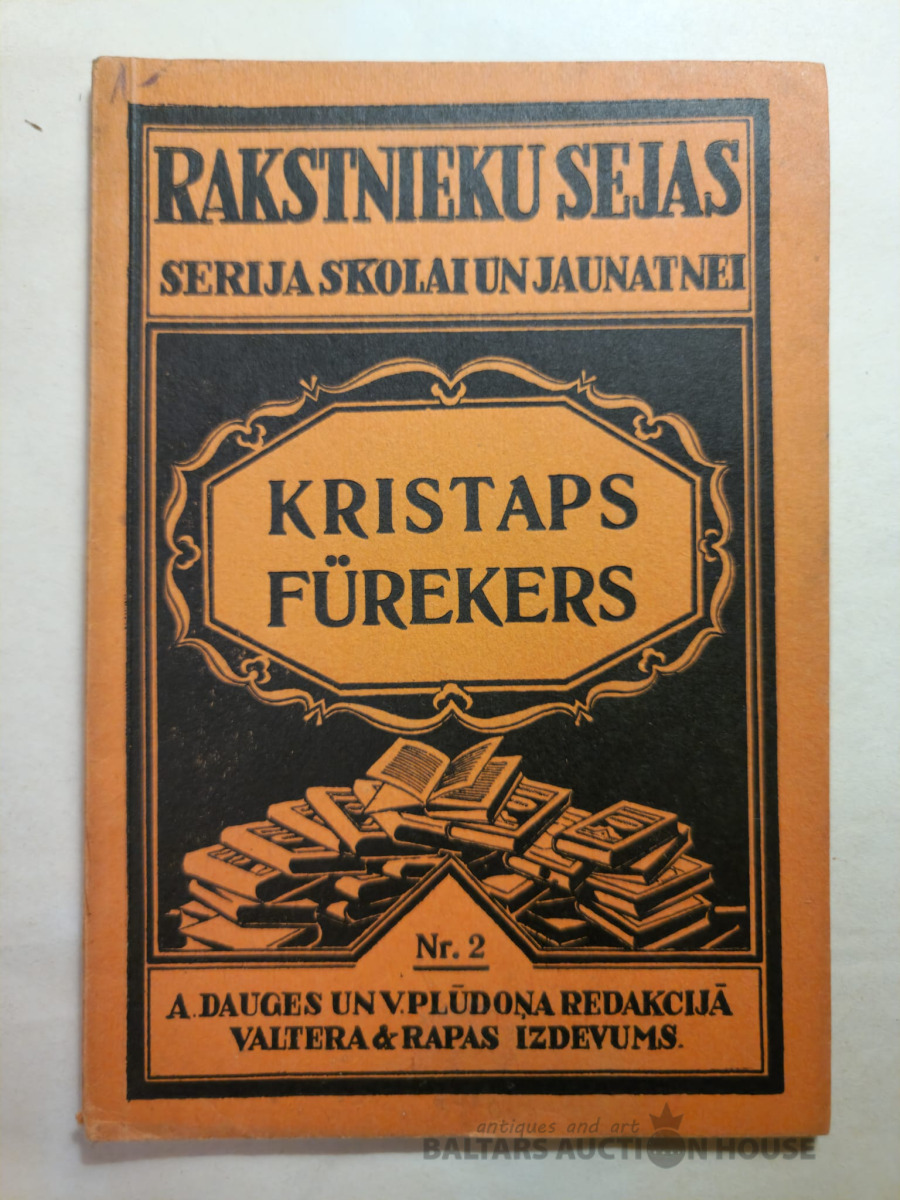 RAKSTNIEKU SEJAS
SERIJA SKOLAI UN JAUNATNEI
KRISTAPS
FÜREKERS
Nr. 2
A. DAUGES UN V. PLŪDOŅA REDAKCIJĀ
VALTERA & RAPAS IZDEVUMS.
antiques and art
BALTARS AUCTION HOUSE